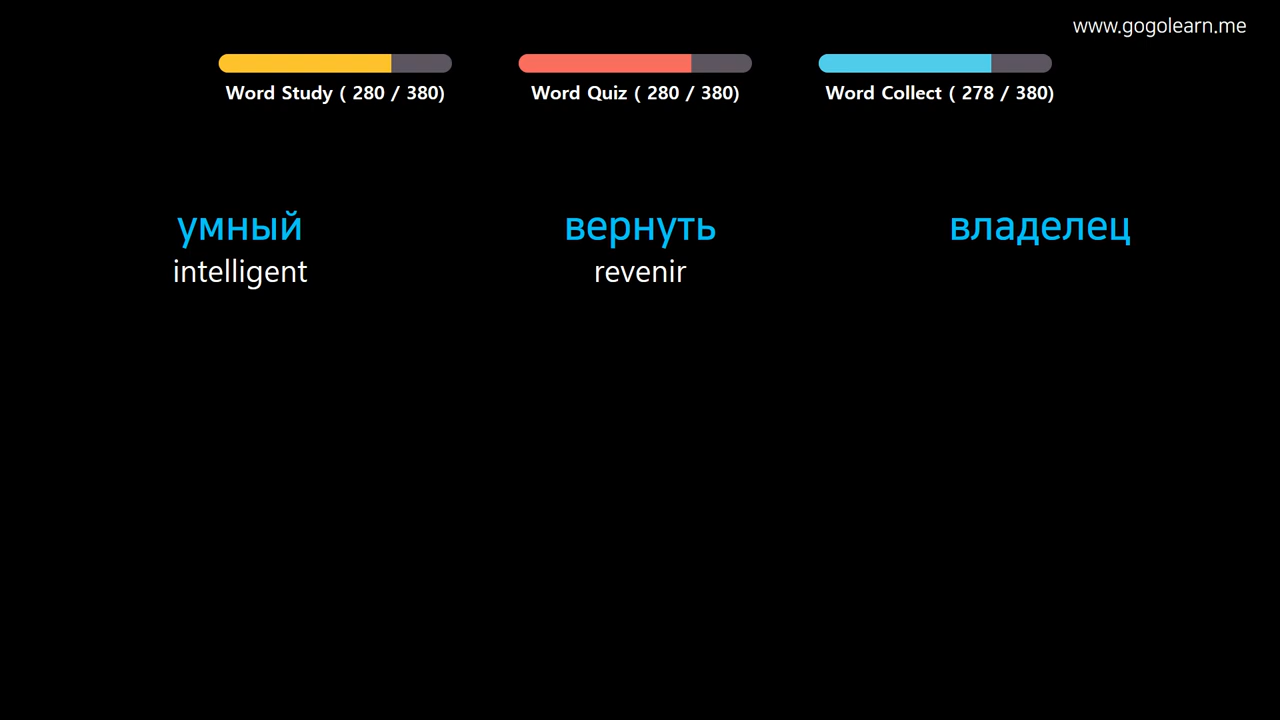 www.gogolearn.me
Word Study ( 280 / 380)
Word Quiz ( 280 / 380)
Word Collect ( 278 / 380)
умный
intelligent
вернуть
revenir
владелец